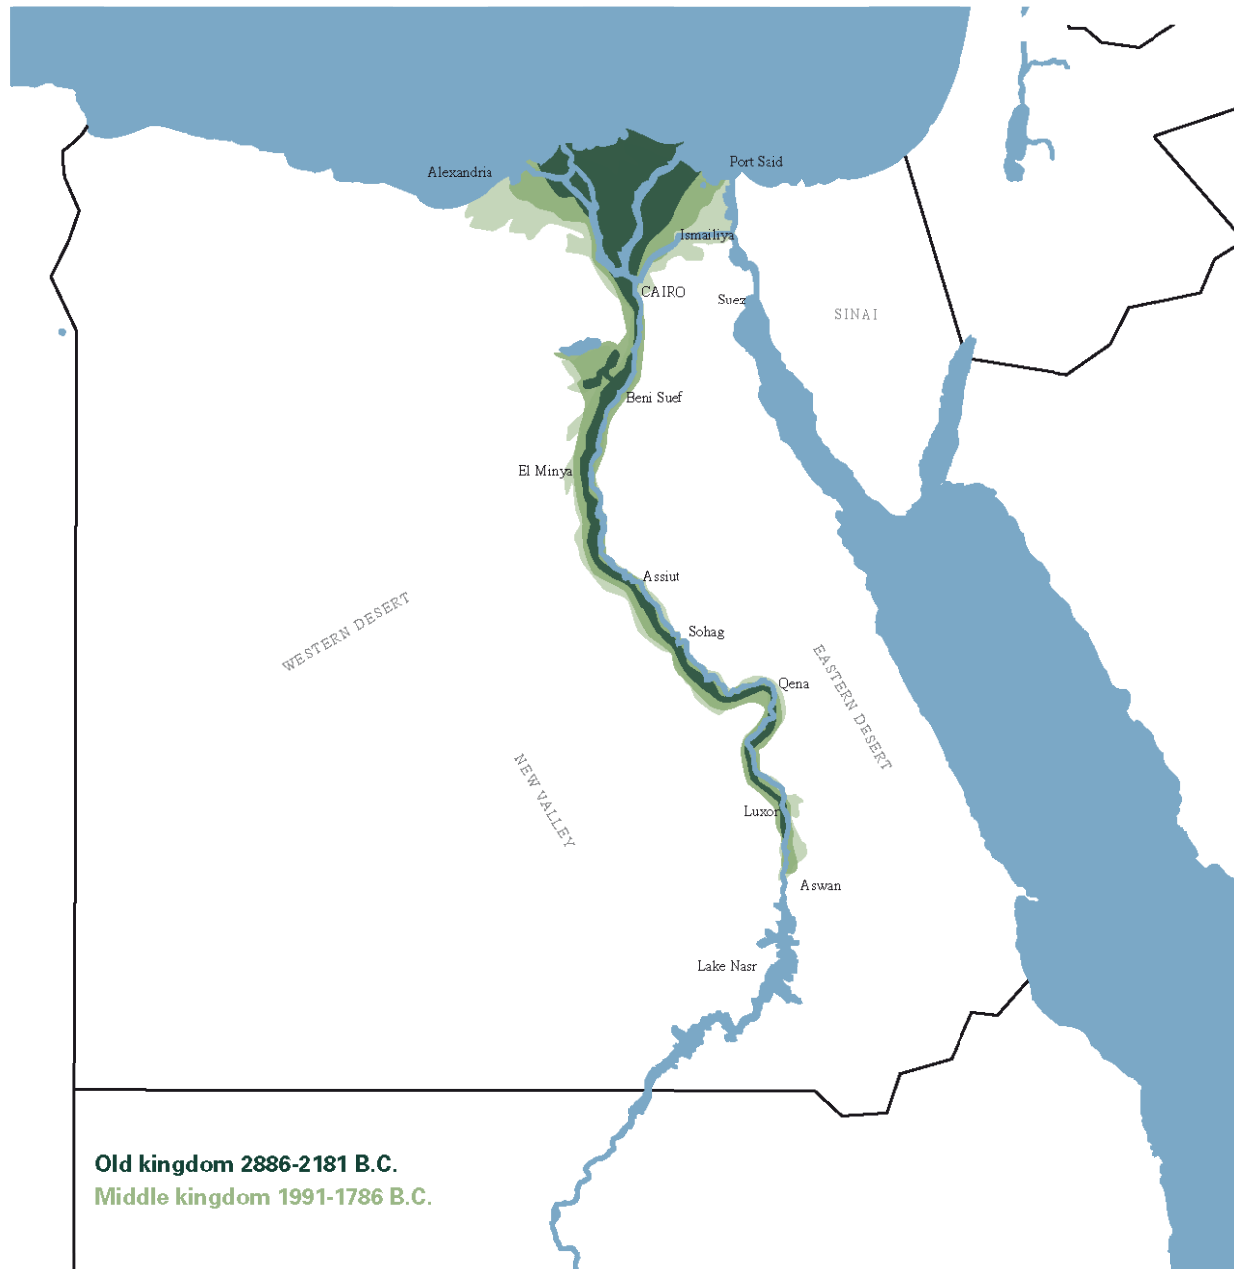 Alexandria
Port Said
Ismailiya
CAIRO
Suez
SINAI
Beni Suef
El Minya
Assiut
WESTERN DESERT
Sohag
EASTERN DESERT
Qena
NEW VALLEY
Luxor
Aswan
Lake Nasr
Old kingdom 2886-2181 B.C.
Middle kingdom 1991-1786 B.C.